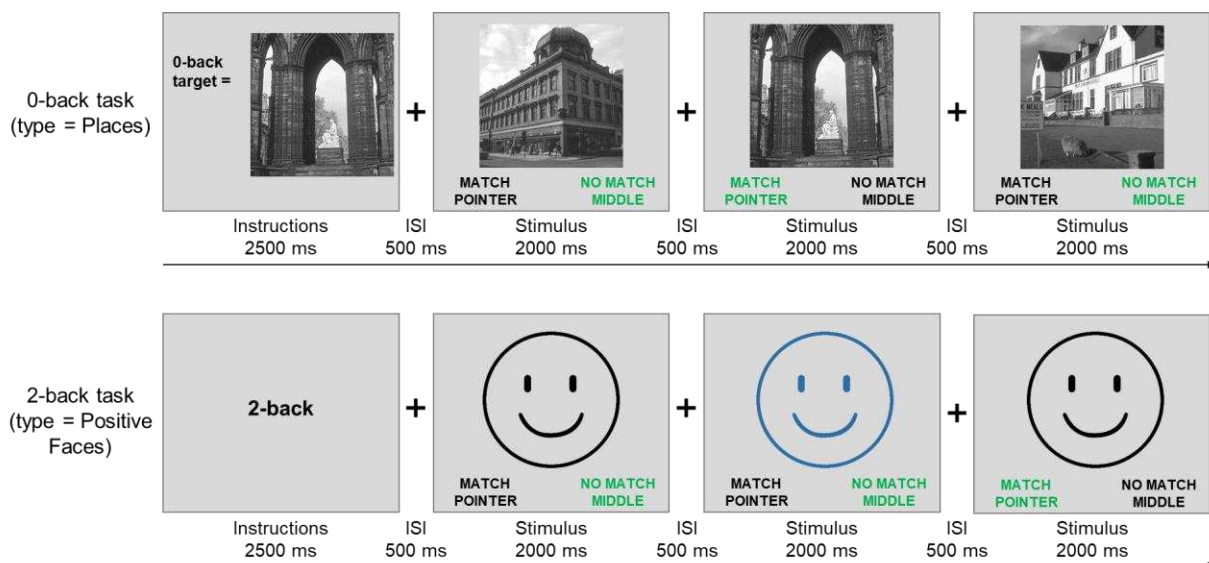 0-back task
(type = Places)
0-back
target =
MATCH
POINTER
NO MATCH
MIDDLE
MATCH
POINTER
NO MATCH
MIDDLE
MATCH
POINTER
NO MATCH
MIDDLE
Instructions
2500 ms
ISI
500 ms
Stimulus
2000 ms
ISI
500 ms
Stimulus
2000 ms
ISI
500 ms
Stimulus
2000 ms
2-back task
(type = Positive
Faces)
2-back
MATCH
POINTER
NO MATCH
MIDDLE
MATCH
POINTER
NO MATCH
MIDDLE
MATCH
POINTER
NO MATCH
MIDDLE
Instructions
2500 ms
ISI
500 ms
Stimulus
2000 ms
ISI
500 ms
Stimulus
2000 ms
ISI
500 ms
Stimulus
2000 ms